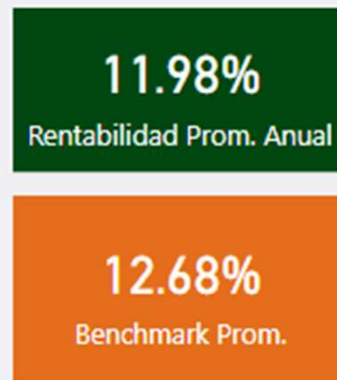 11.98%
Rentabilidad Prom. Anual
12.68%
Benchmark Prom.